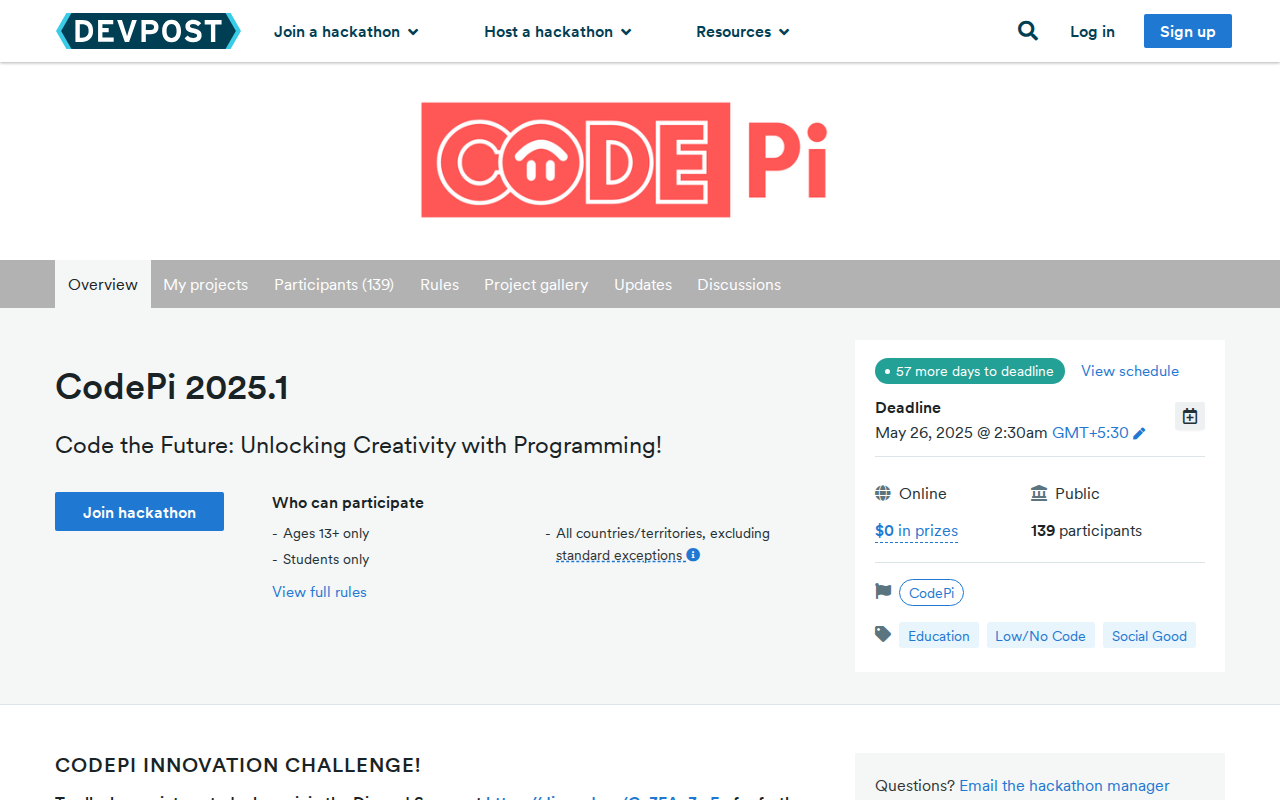 DEVPOST Join a hackathon Host a hackathon Resources Log in Sign up
CODE Pi
Overview My projects Participants (139) Rules Project gallery Updates Discussions
CodePi 2025.1
Code the Future: Unlocking Creativity with Programming!
Join hackathon
Who can participate
- Ages 13+ only
- Students only
- All countries/territories, excluding
standard exceptions
View full rules
57 more days to deadline View schedule
Deadline
May 26, 2025 @ 2:30am GMT+5:30
Online Public
$0 in prizes 139 participants
CodePi
Education Low/No Code Social Good
CODEPI INNOVATION CHALLENGE!
Questions? Email the hackathon manager